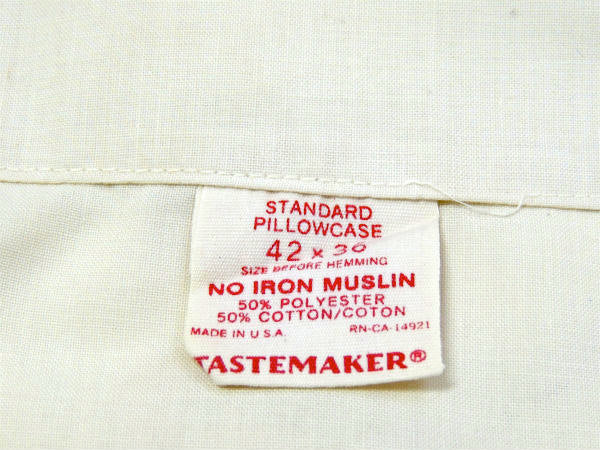 STANDARD
PILLOWCASE
42 x 36
SIZE BEFORE HEMMING
NO IRON MUSLIN
50% POLYESTER
50% COTTON/COTON
MADE IN U.S.A. RN-CA-14921
TASTEMAKER®